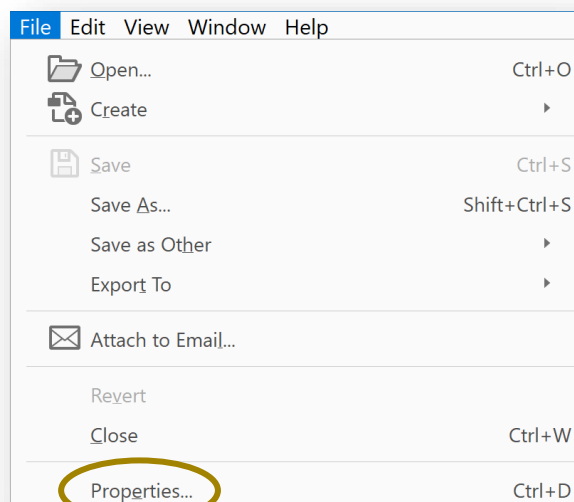 File Edit View Window Help
Open... Ctrl+O
Create
Save Ctrl+S
Save As... Shift+Ctrl+S
Save as Other
Export To
Attach to Email...
Revert
Close Ctrl+W
Properties... Ctrl+D